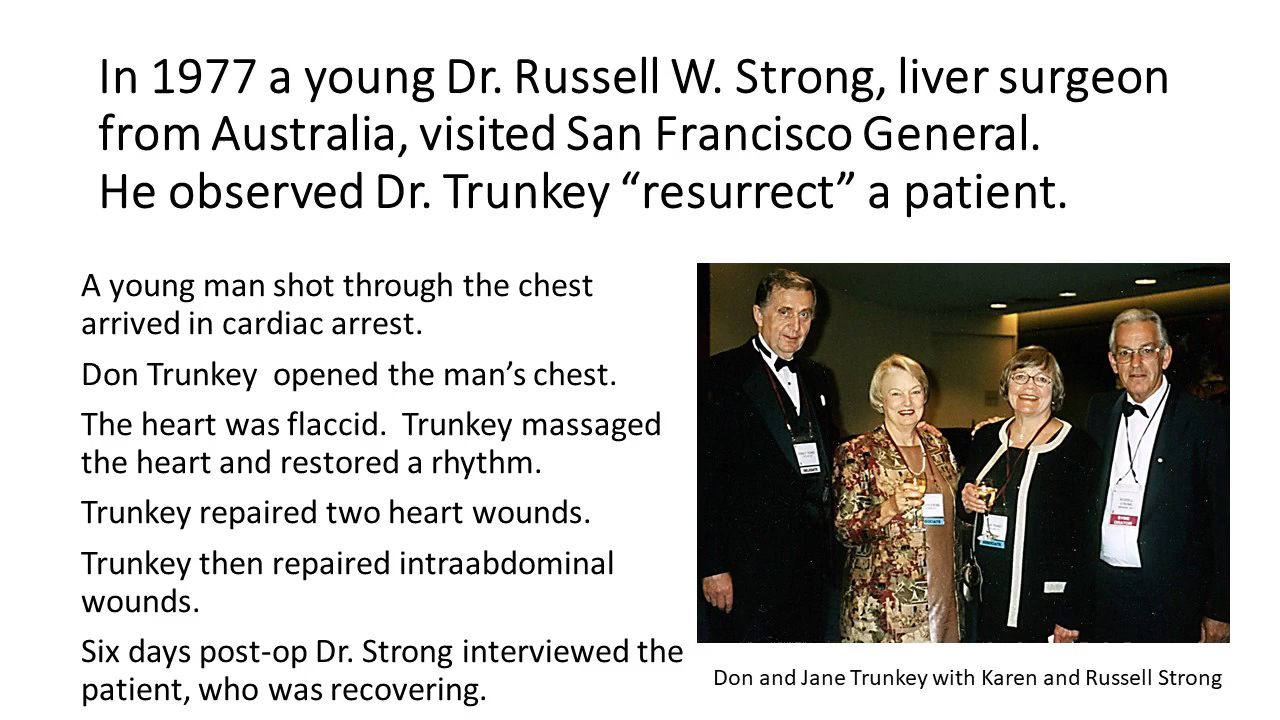 In 1977 a young Dr. Russell W. Strong, liver surgeon
from Australia, visited San Francisco General.
He observed Dr. Trunkey “resurrect” a patient.
A young man shot through the chest
arrived in cardiac arrest.
Don Trunkey  opened the man’s chest.
The heart was flaccid.  Trunkey massaged
the heart and restored a rhythm.
Trunkey repaired two heart wounds.
Trunkey then repaired intraabdominal
wounds.
Six days post-op Dr. Strong interviewed the
patient, who was recovering.
Don and Jane Trunkey with Karen and Russell Strong